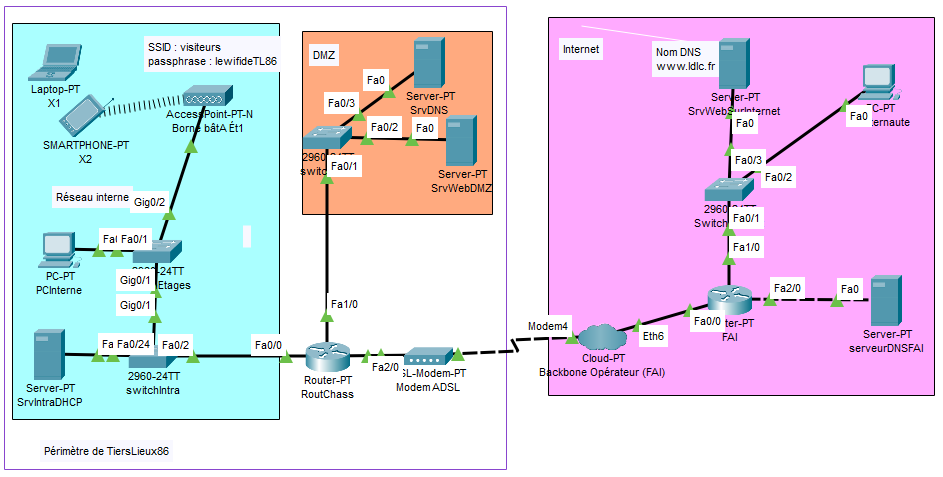 SSID : visiteurs
passphrase : lewifideTL86
Laptop-PT
X1
AccessPoint-PT-N
Borne bâtA Ét1
SMARTPHONE-PT
X2
Réseau interne
Gig0/2
Fa0/1
PC-PT
PCInterne
2960-24TT
Etages
Gig0/1
Gig0/1
Fa0/24
Fa0/2
Fa0/0
Server-PT
SrvIntraDHCP
2960-24TT
switchIntra
Périmètre de TiersLieux86
DMZ
Fa0
Server-PT
SrvDNS
Fa0/3
Fa0/2
Fa0
2960-24TT
Fa0/1
Server-PT
SrvWebDMZ
Fa1/0
Router-PT
RoutChass
Fa2/0
SL-Modem-PT
Modem ADSL
Internet
Nom DNS
www.ldlc.fr
Server-PT
SrvWebSurInternet
Fa0
PC-PT
ternaute
Fa0
Fa0/3
Fa0/2
2960-24TT
Switch
Fa0/1
Fa1/0
Fa2/0
Fa0
Server-PT
serveurDNSFAI
Fa0/0
ter-PT
FAI
Modem4
Eth6
Cloud-PT
Backbone Opérateur (FAI)